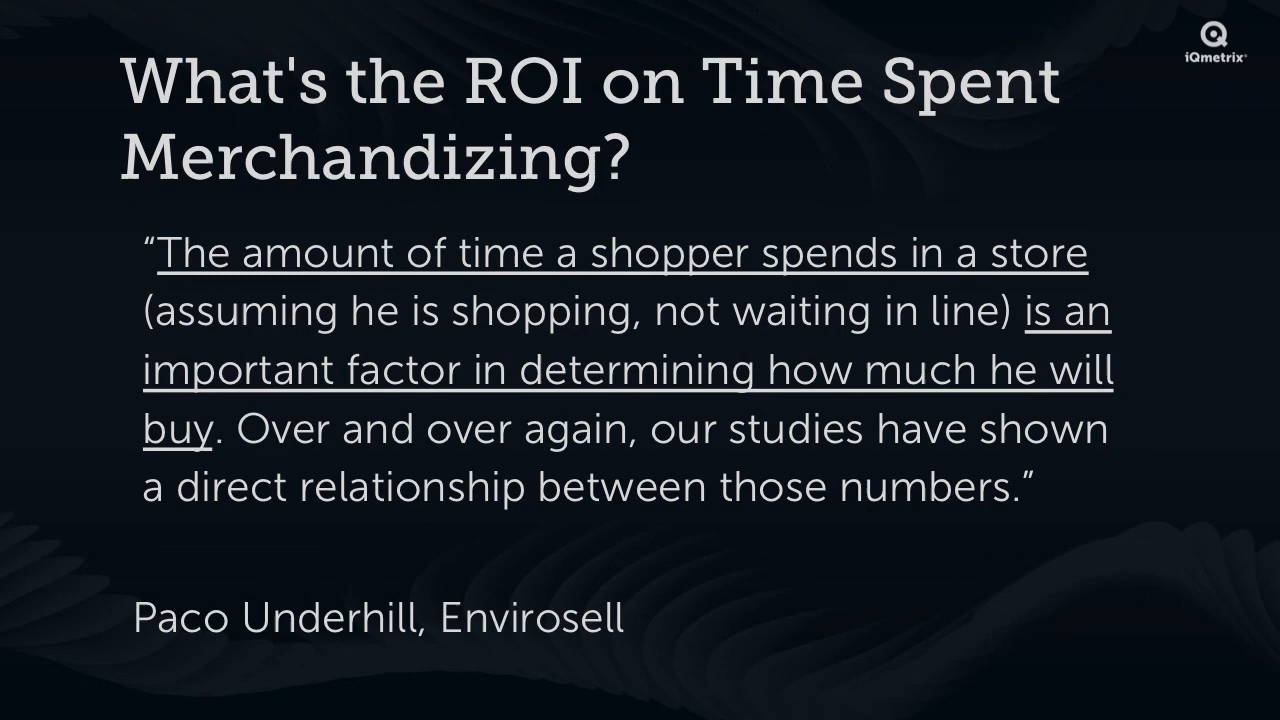 iQmetrix
What's the ROI on Time Spent
Merchandizing?
“The amount of time a shopper spends in a store
(assuming he is shopping, not waiting in line) is an
important factor in determining how much he will
buy. Over and over again, our studies have shown
a direct relationship between those numbers.”
Paco Underhill, Envirosell